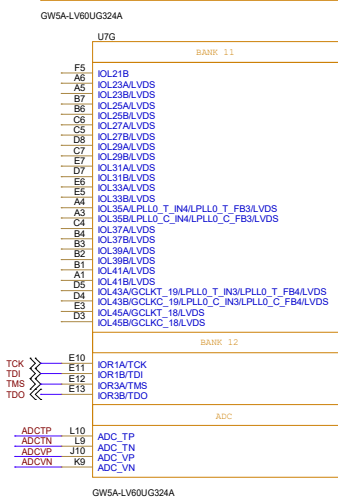 GW5A-LV60UG324A
U7G
BANK 11
F5 IOL21B
A6 IOL23A/LVDS
A5 IOL23B/LVDS
B7 IOL25A/LVDS
B6 IOL25B/LVDS
C6 IOL27A/LVDS
C5 IOL27B/LVDS
D8 IOL29A/LVDS
C7 IOL29B/LVDS
E7 IOL31A/LVDS
D7 IOL31B/LVDS
E6 IOL33A/LVDS
E5 IOL33B/LVDS
A4 IOL35A/LPLL0_T_IN4/LPLL0_T_FB3/LVDS
A3 IOL35B/LPLL0_C_IN4/LPLL0_C_FB3/LVDS
C4 IOL37A/LVDS
B4 IOL37B/LVDS
B3 IOL39A/LVDS
B2 IOL39B/LVDS
B1 IOL41A/LVDS
A1 IOL41B/LVDS
D5 IOL43A/GCLKT_19/LPLL0_T_IN3/LPLL0_T_FB4/LVDS
D4 IOL43B/GCLKC_19/LPLL0_C_IN3/LPLL0_C_FB4/LVDS
E3 IOL45A/GCLKT_18/LVDS
D3 IOL45B/GCLKC_18/LVDS
BANK 12
TCK E10 IOR1A/TCK
TDI E11 IOR1B/TDI
TMS E12 IOR3A/TMS
TDO E13 IOR3B/TDO
ADC
ADCTP L10 ADC_TP
ADCTN L9 ADC_TN
ADCVP J10 ADC_VP
ADCVN K9 ADC_VN
GW5A-LV60UG324A